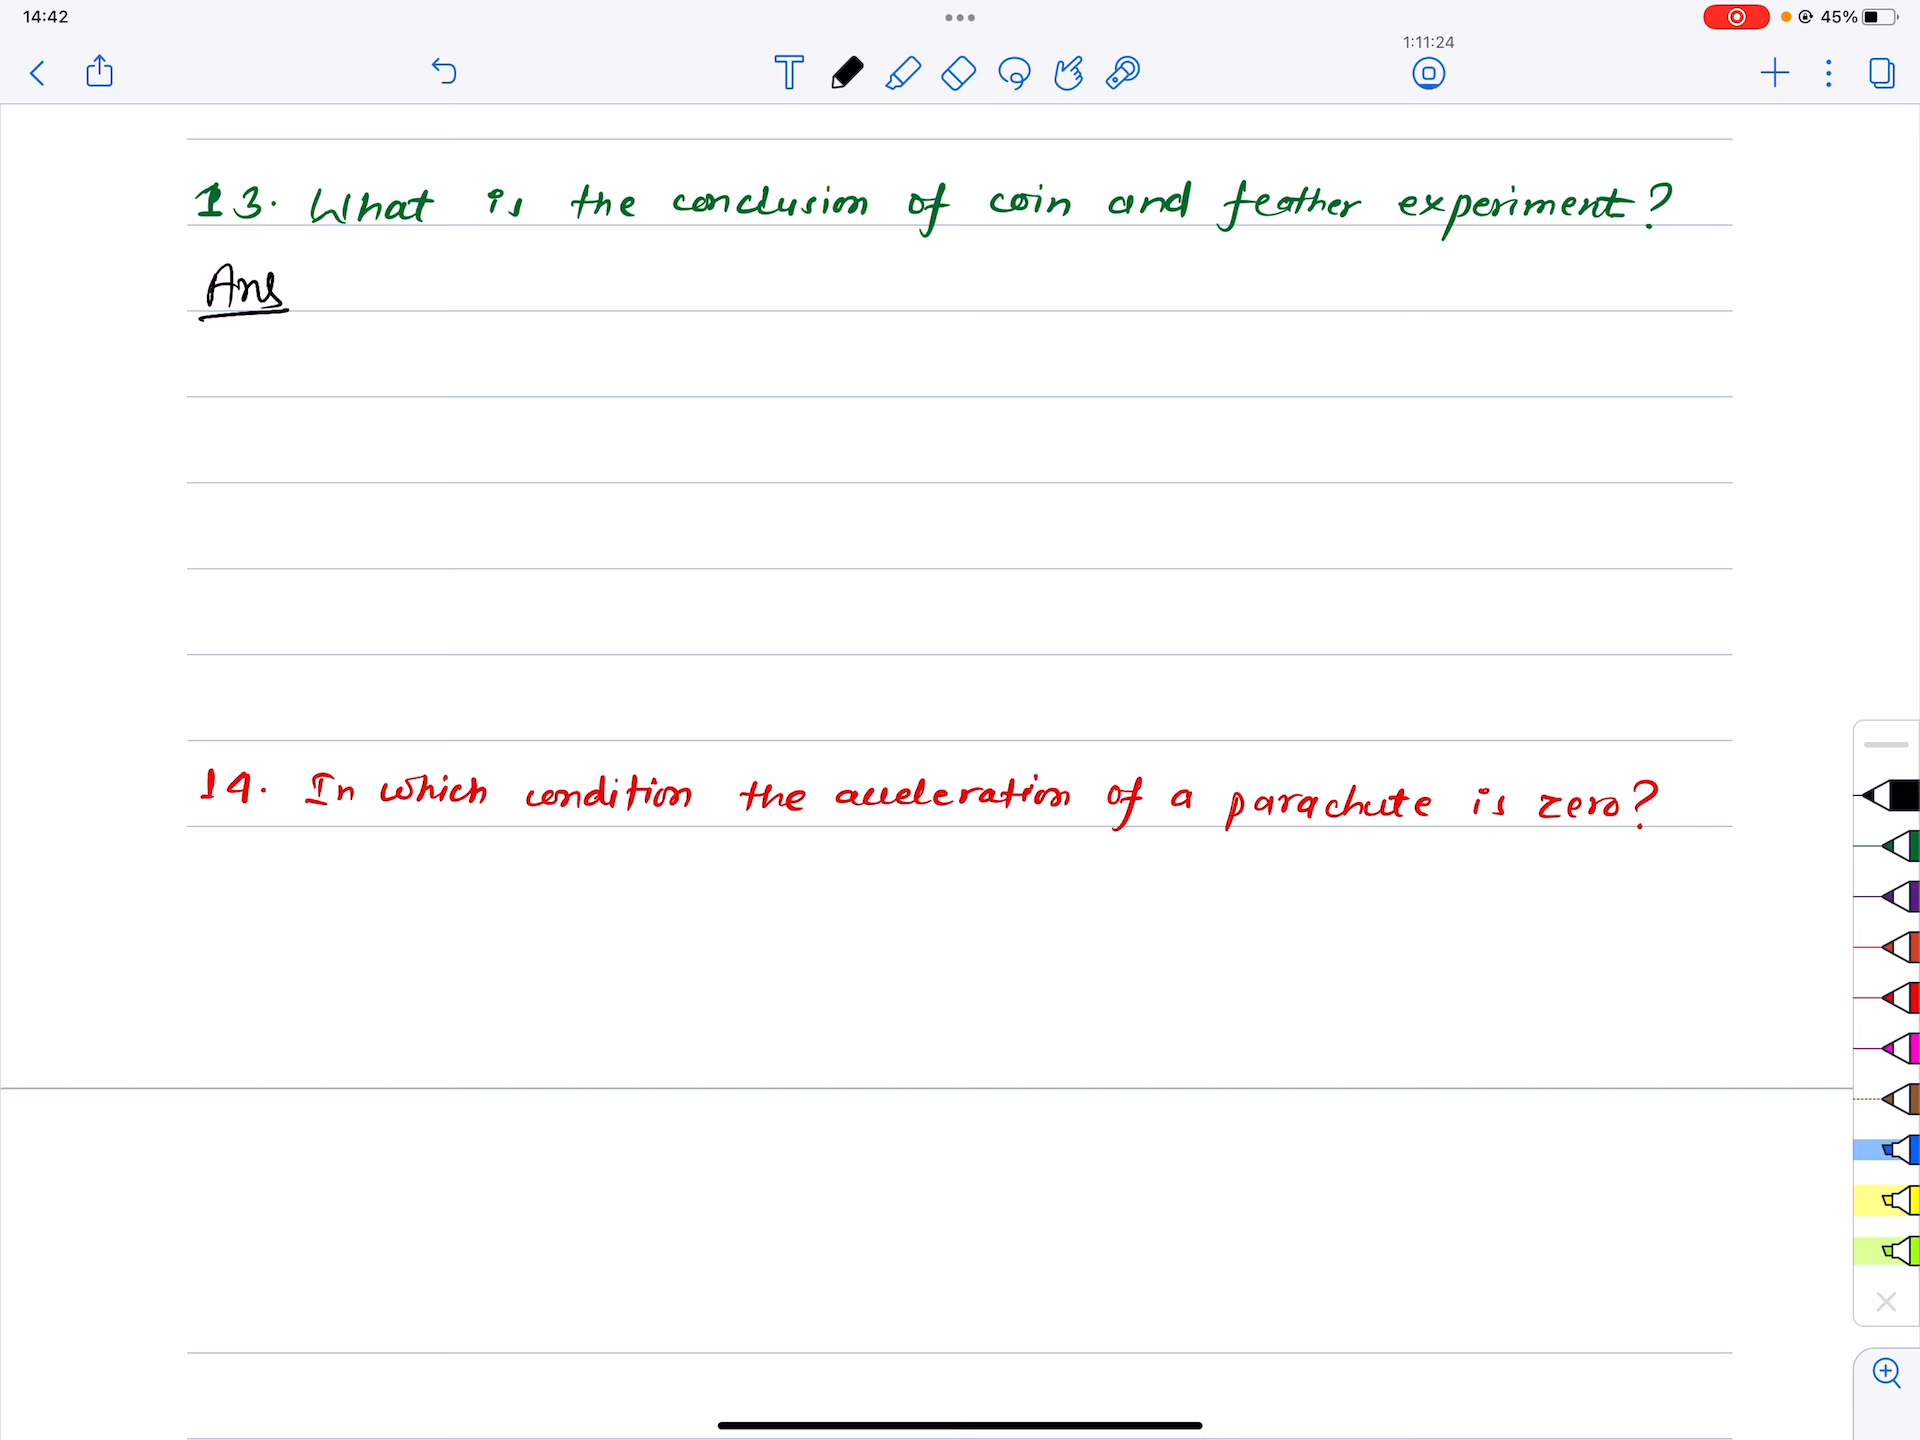 14:42
45%
1:11:24
13. What is the conclusion of coin and feather experiment?
Ans
14. In which condition the acceleration of a parachute is zero?